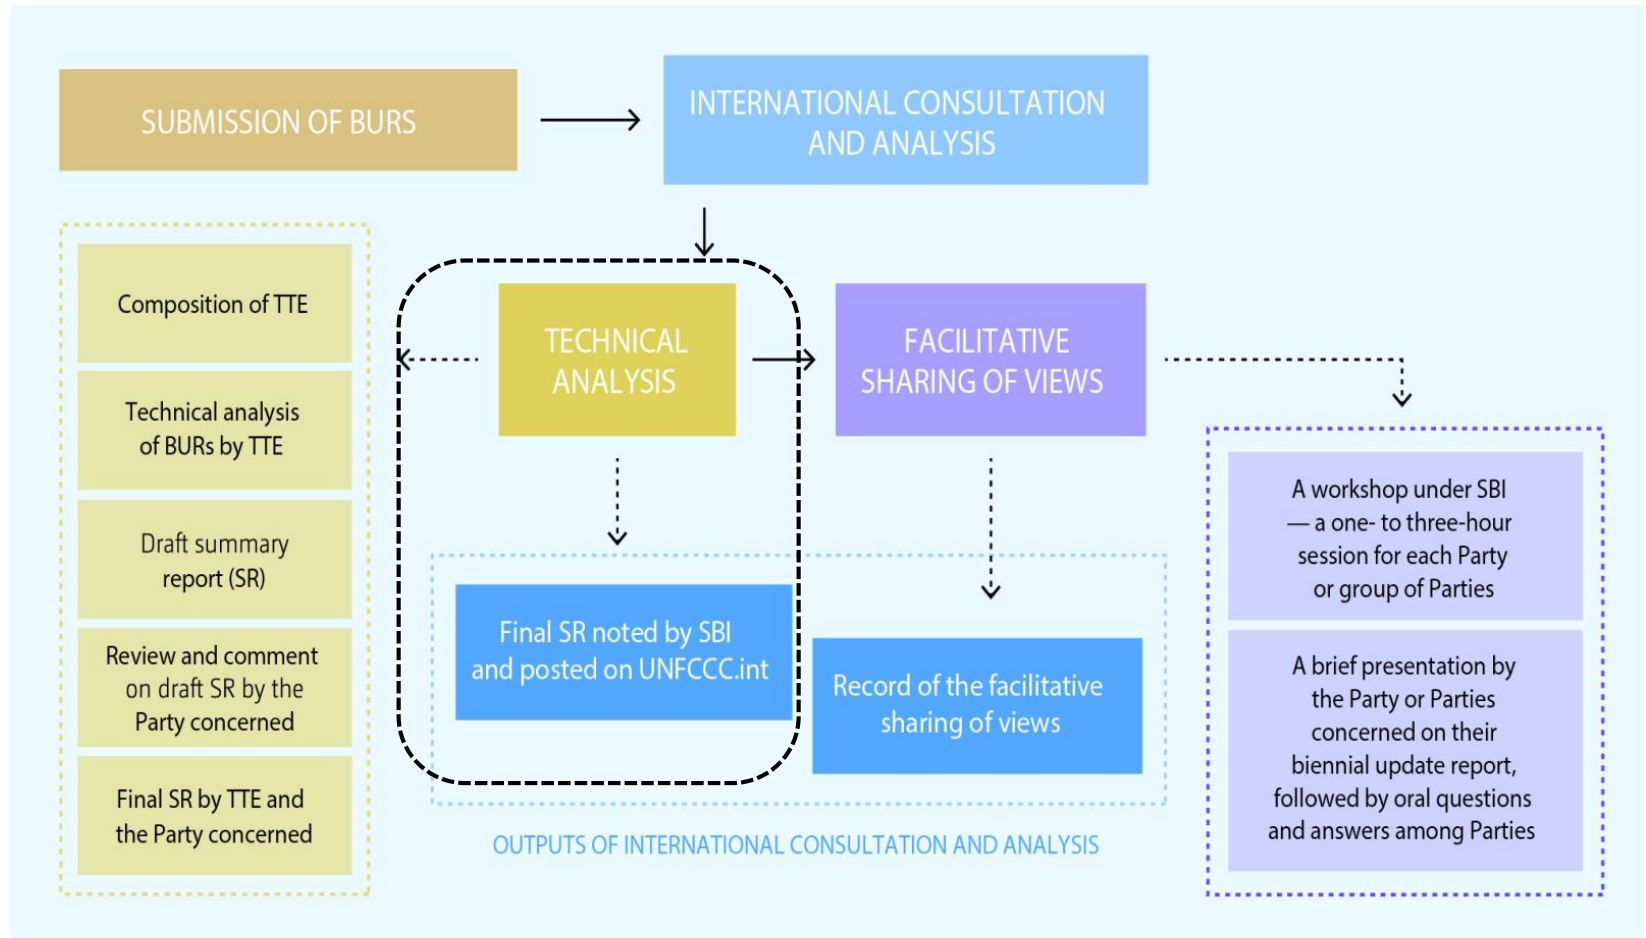 SUBMISSION OF BURS
INTERNATIONAL CONSULTATION
AND ANALYSIS
Composition of TTE
Technical analysis
of BURs by TTE
Draft summary
report (SR)
Review and comment
on draft SR by the
Party concerned
Final SR by TTE and
the Party concerned
TECHNICAL
ANALYSIS
FACILITATIVE
SHARING OF VIEWS
Final SR noted by SBI
and posted on UNFCCC.int
Record of the facilitative
sharing of views
OUTPUTS OF INTERNATIONAL CONSULTATION AND ANALYSIS
A workshop under SBI
— a one- to three-hour
session for each Party
or group of Parties
A brief presentation by
the Party or Parties
concerned on their
biennial update report,
followed by oral questions
and answers among Parties